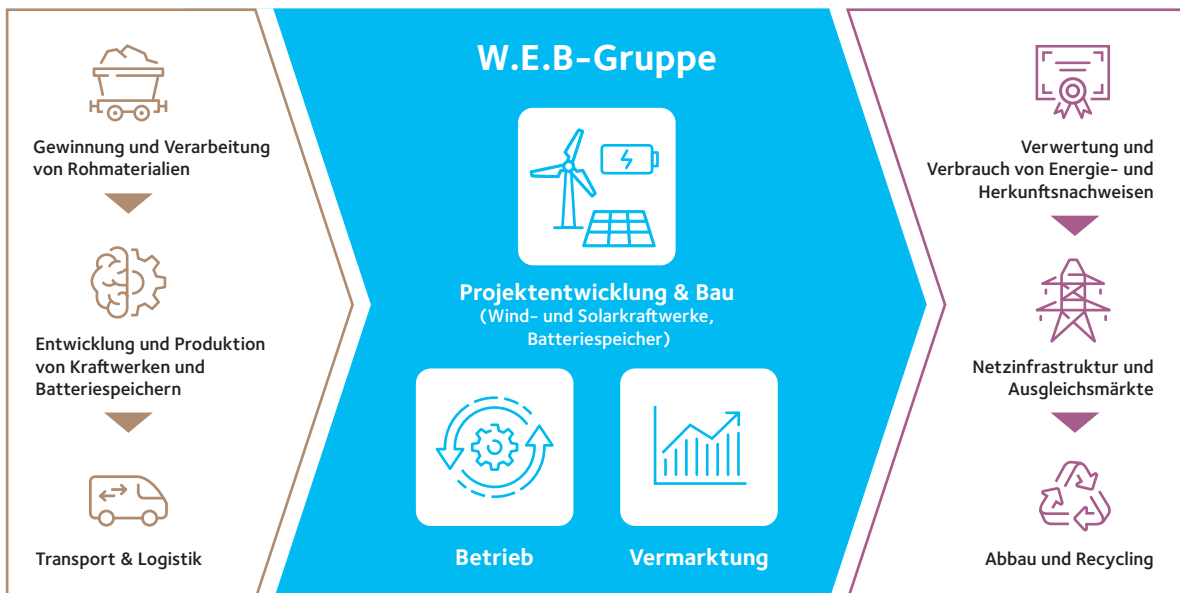 Gewinnung und Verarbeitung
von Rohmaterialien
Entwicklung und Produktion
von Kraftwerken und
Batteriespeichern
Transport & Logistik
W.E.B-Gruppe
Projektentwicklung & Bau
(Wind- und Solarkraftwerke,
Batteriespeicher)
Betrieb
Vermarktung
Verwertung und
Verbrauch von Energie- und
Herkunftsnachweisen
Netzinfrastruktur und
Ausgleichsmärkte
Abbau und Recycling